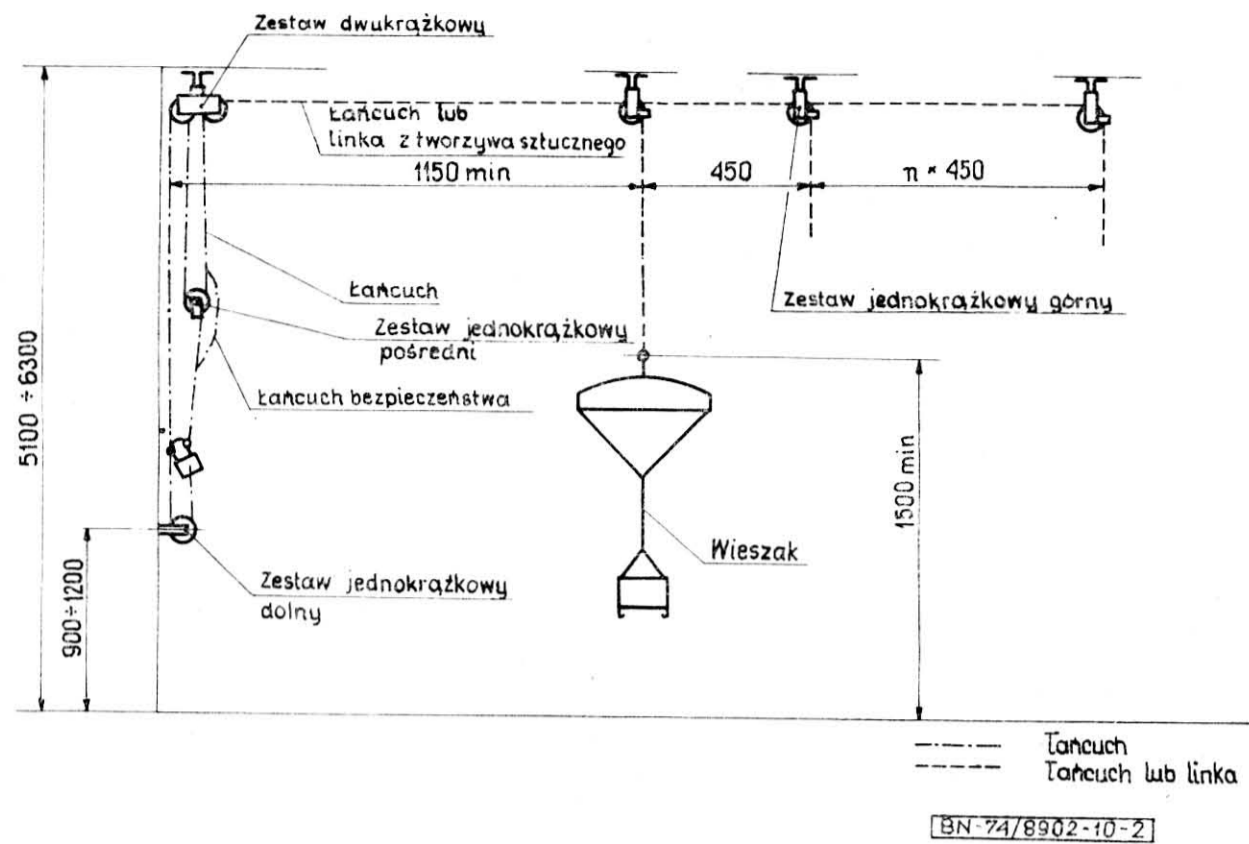 Zestaw dwukrążkowy
Łańcuch lub
linka z tworzywa sztucznego
1150 min
450
n × 450
Łańcuch
Zestaw jednokrążkowy górny
Zestaw jednokrążkowy
pośredni
Łańcuch bezpieczeństwa
5100 ÷ 6300
1500 min
Wieszak
900÷1200
Zestaw jednokrążkowy
dolny
Łańcuch
Łańcuch lub linka
BN-74/8902-10-2